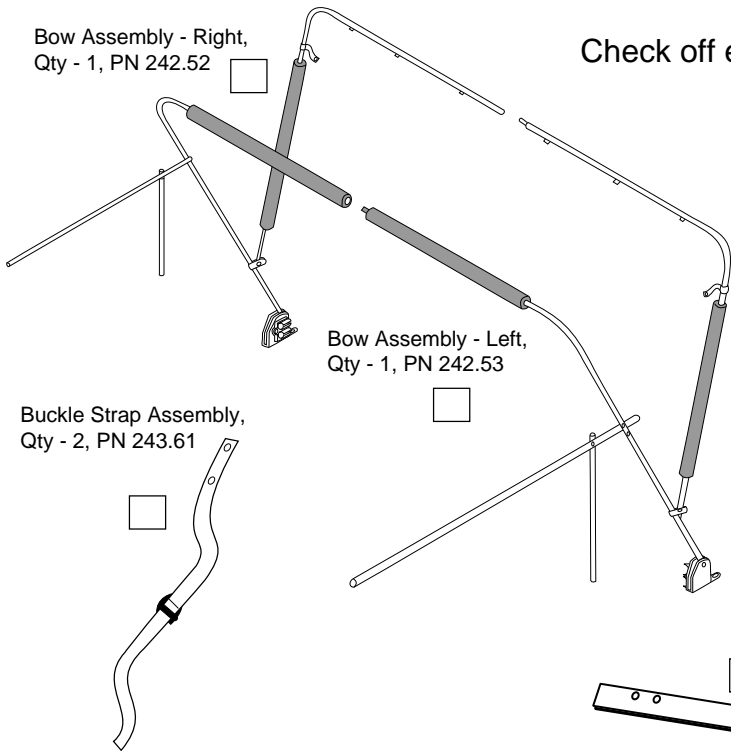 Bow Assembly - Right,
Qty - 1, PN 242.52
Check off e
Bow Assembly - Left,
Qty - 1, PN 242.53
Buckle Strap Assembly,
Qty - 2, PN 243.61